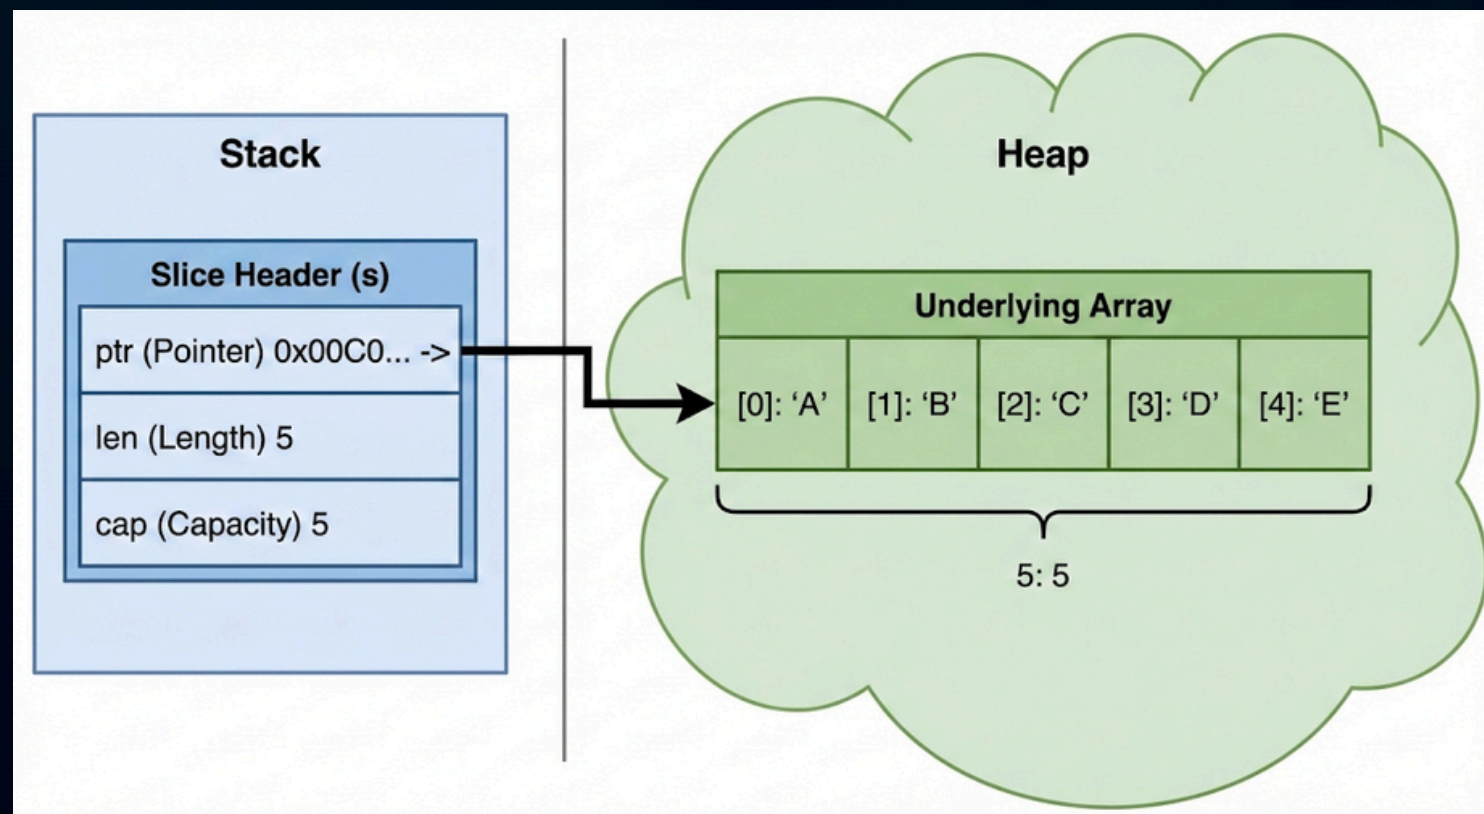 Stack
Slice Header (s)
ptr (Pointer) 0x00C0... ->
len (Length) 5
cap (Capacity) 5
Heap
Underlying Array
[0]: ‘A’ [1]: ‘B’ [2]: ‘C’ [3]: ‘D’ [4]: ‘E’
5: 5